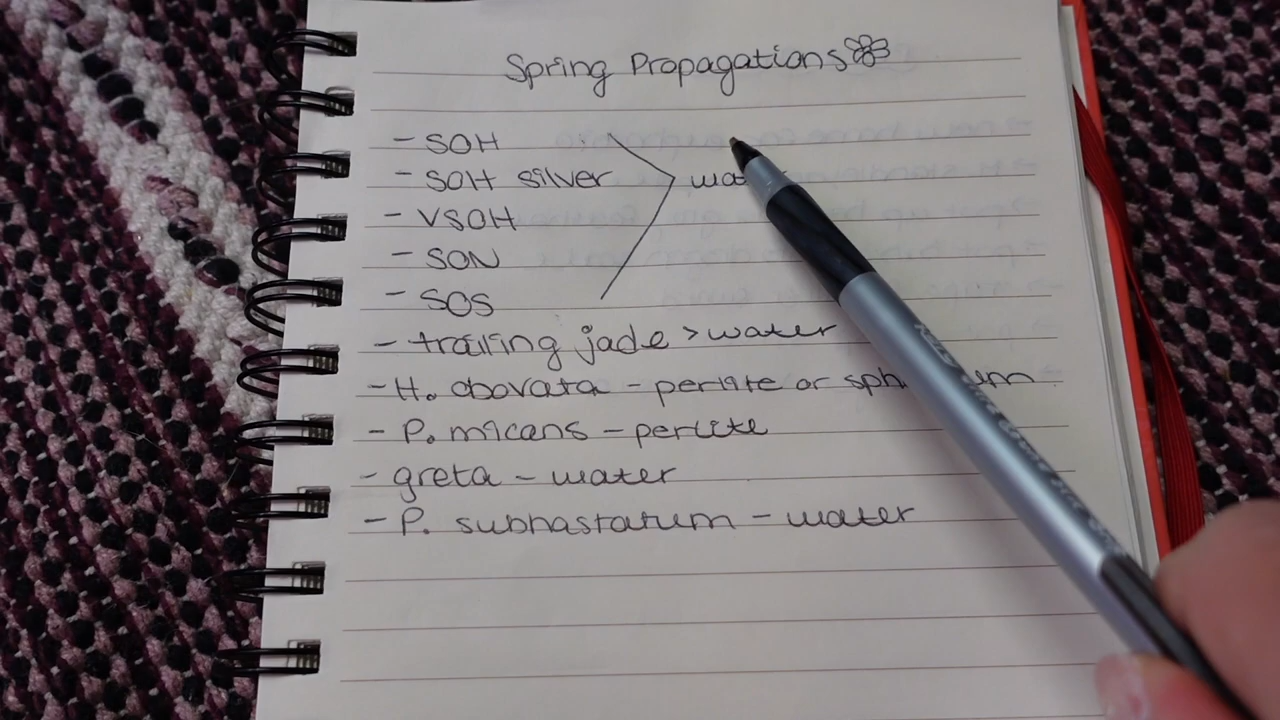 Spring Propagations
- SOH
- SOH silver
- VSOH
- SON
- SOS
- trailing jade > water
- H. obovata - perlite or
- P. micans - perlite
- greta - water
- P. subhastatum - water